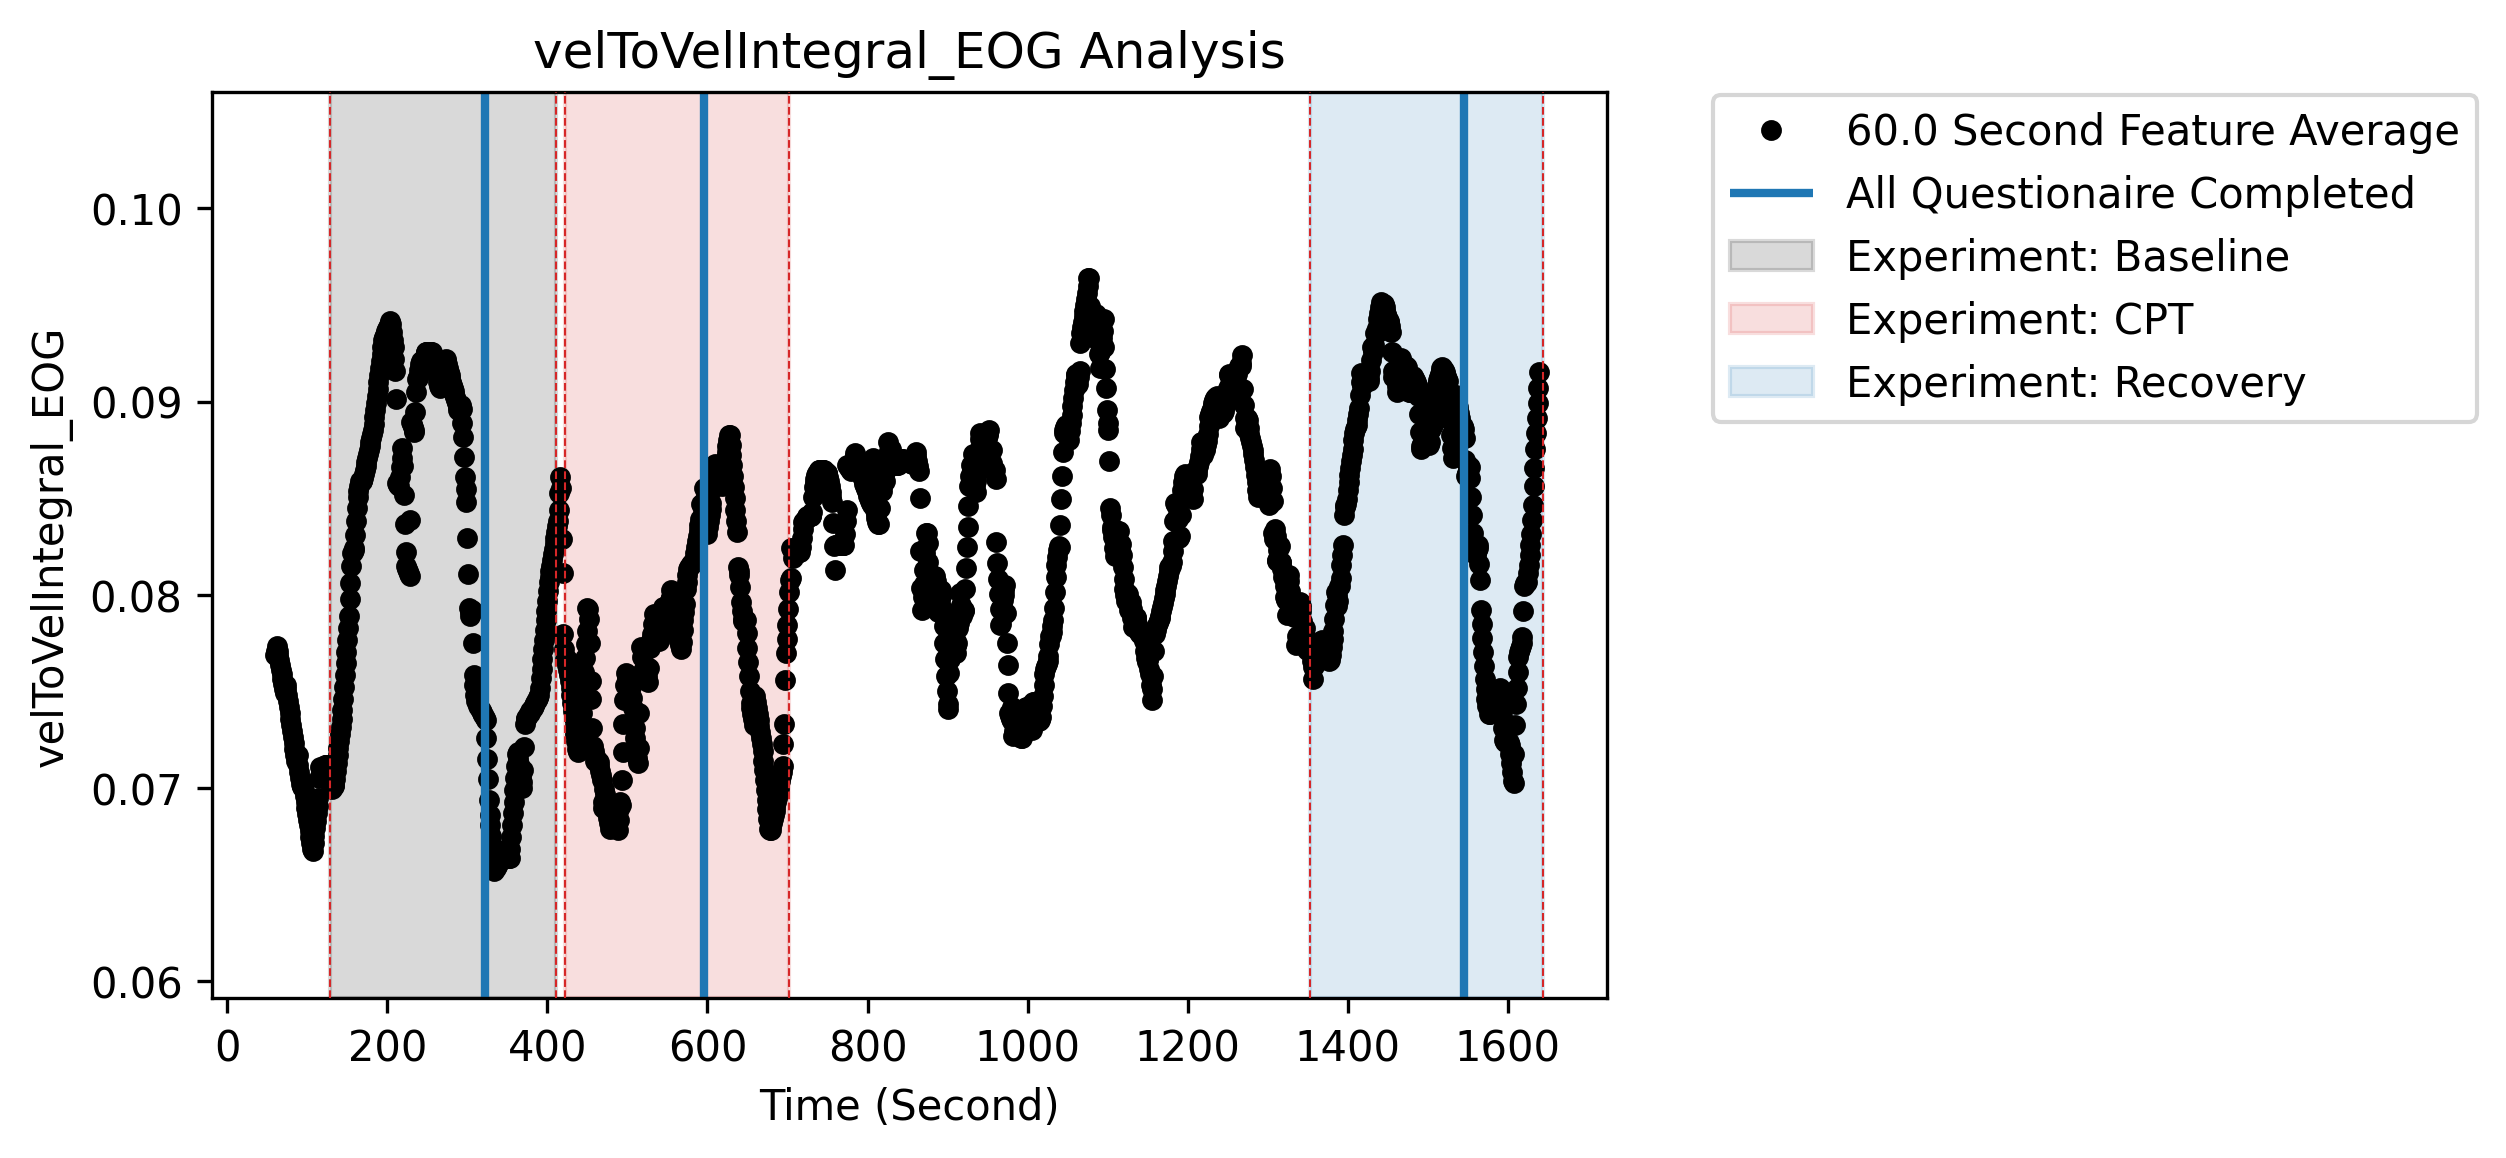 velToVelIntegral_EOG Analysis
velToVelIntegral_EOG
0.10
0.09
0.08
0.07
0.06
0 200 400 600 800 1000 1200 1400 1600
Time (Second)
60.0 Second Feature Average
All Questionaire Completed
Experiment: Baseline
Experiment: CPT
Experiment: Recovery